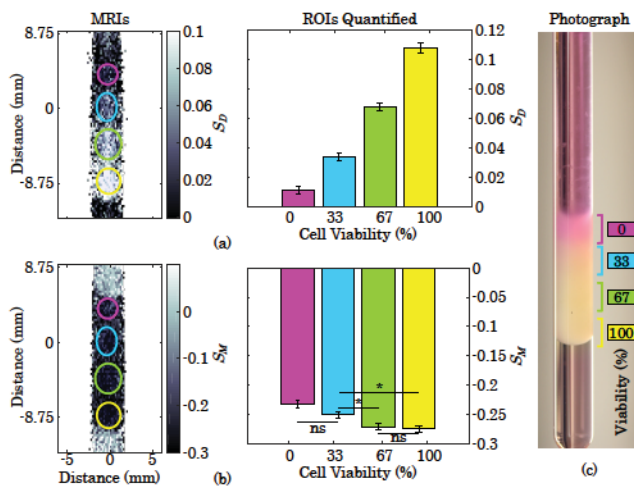 MRIs
ROIs Quantified
Photograph
8.75
0
-8.75
Distance (mm)
0.1
0.08
0.06
0.04
0.02
0
S_D
0.12
0.1
0.08
0.06
0.04
0.02
0
S_D
0 33 67 100
Cell Viability (%)
(a)
8.75
0
-8.75
Distance (mm)
-5 0 5
Distance (mm)
0
-0.1
-0.2
-0.3
S_M
0
-0.05
-0.1
-0.15
-0.2
-0.25
-0.3
S_M
*
*
ns
ns
0 33 67 100
Cell Viability (%)
(b)
0
33
67
100
Viability (%)
(c)